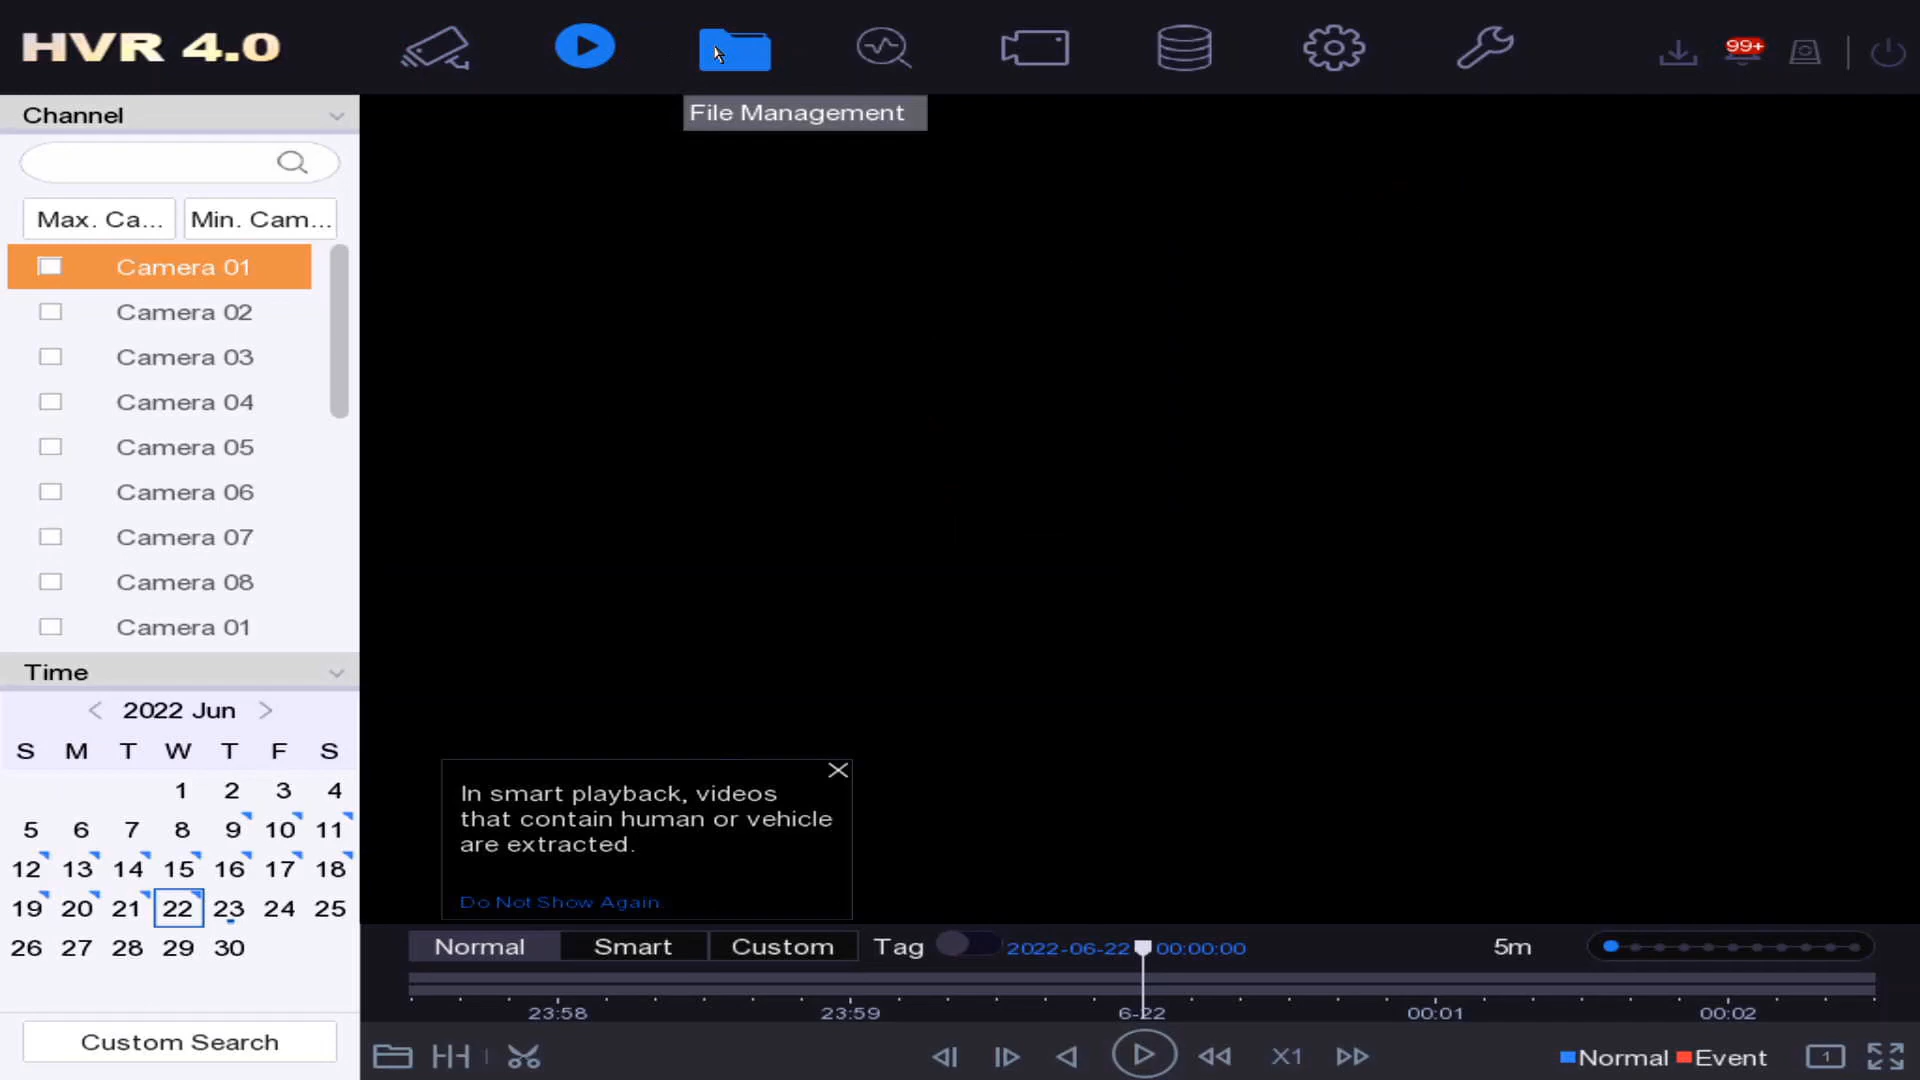 HVR 4.0
99+
File Management
Channel
Max. Ca... Min. Cam...
Camera 01
Camera 02
Camera 03
Camera 04
Camera 05
Camera 06
Camera 07
Camera 08
Camera 01
Time
2022 Jun
S M T W T F S
1 2 3 4
5 6 7 8 9 10 11
12 13 14 15 16 17 18
19 20 21 22 23 24 25
26 27 28 29 30
Custom Search
In smart playback, videos
that contain human or vehicle
are extracted.
Do Not Show Again.
Normal Smart Custom Tag 2022-06-22 00:00:00 5m
23:58 23:59 6-22 00:01 00:02
X1 Normal Event 1